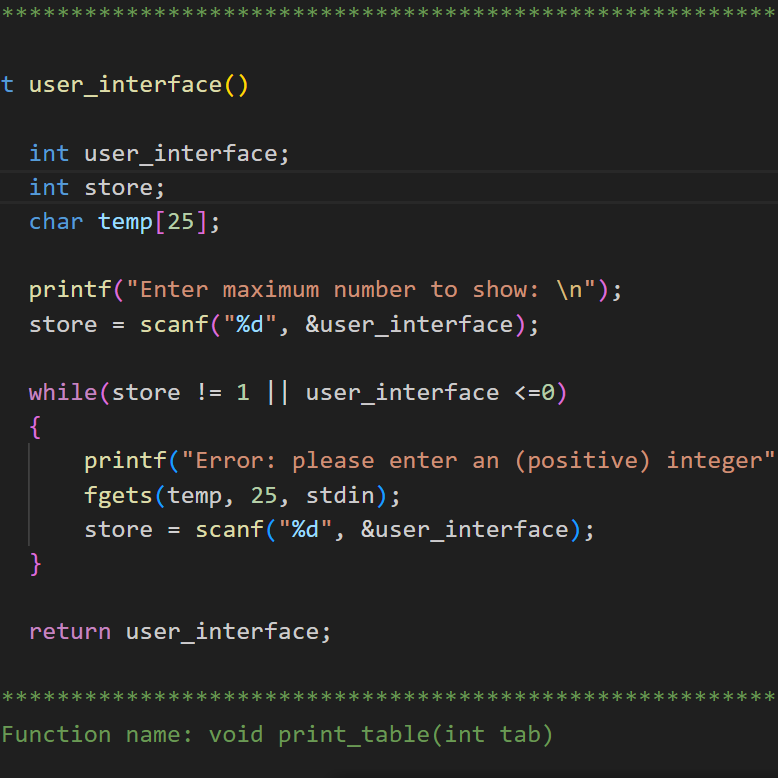 ********************************************************
t user_interface()
int user_interface;
int store;
char temp[25];
printf("Enter maximum number to show: \n");
store = scanf("%d", &user_interface);
while(store != 1 || user_interface <=0)
{
printf("Error: please enter an (positive) integer"
fgets(temp, 25, stdin);
store = scanf("%d", &user_interface);
}
return user_interface;
********************************************************
Function name: void print_table(int tab)